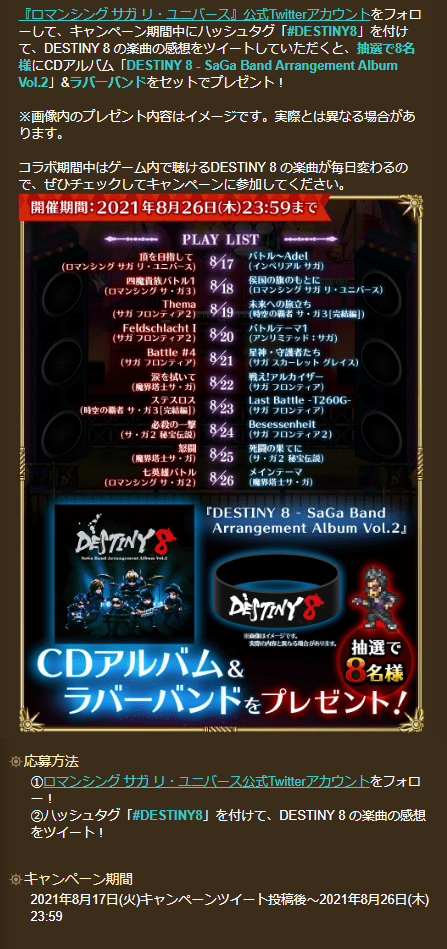 『ロマンシング サガ リ・ユニバース』公式Twitterアカウントをフォロ
ーして、キャンペーン期間中にハッシュタグ「#DESTINY8」を付け
て、DESTINY 8 の楽曲の感想をツイートしていただくと、抽選で8名
様にCDアルバム「DESTINY 8 - SaGa Band Arrangement Album
Vol.2」&ラバーバンドをセットでプレゼント！
※画像内のプレゼント内容はイメージです。実際とは異なる場合があ
ります。
コラボ期間中はゲーム内で聴けるDESTINY 8 の楽曲が毎日変わるの
で、ぜひチェックしてキャンペーンに参加してください。
開催期間：2021年8月26日(木)23:59まで
PLAY LIST
頂を目指して 8/17 バトル～Adel
(ロマンシング サガ リ・ユニバース) (インペリアル サガ)
四魔貴族バトル1 8/18 侯国の旗のもとに
(ロマンシング サ・ガ3) (ロマンシング サガ リ・ユニバース)
Thema 8/19 未来への旅立ち
(サガ フロンティア2) (時空の覇者 サ・ガ3[完結編])
Feldschlacht I 8/20 バトルテーマ1
(サガ フロンティア2) (アンリミテッド：サガ)
Battle #4 8/21 星神・守護者たち
(サガ フロンティア) (サガ スカーレット グレイス)
涙を拭いて 8/22 戦え！アルカイザー
(魔界塔士サ・ガ) (サガ フロンティア)
ステスロス 8/23 Last Battle -T260G-
(時空の覇者 サ・ガ3[完結編]) (サガ フロンティア)
必殺の一撃 8/24 Besessenheit
(サ・ガ2 秘宝伝説) (サガ フロンティア2)
怒闘 8/25 死闘の果てに
(魔界塔士サ・ガ) (サ・ガ2 秘宝伝説)
七英雄バトル 8/26 メインテーマ
(ロマンシング サ・ガ2) (魔界塔士サ・ガ)
『DESTINY 8 - SaGa Band
Arrangement Album Vol.2』
DESTINY 8
SaGa Band Arrangement Album Vol.2
DESTINY 8
※画像はイメージです。
実際の内容と異なる場合があります。
抽選で
8名様
CDアルバム&
ラバーバンドをプレゼント！
応募方法
①ロマンシング サガ リ・ユニバース公式Twitterアカウントをフォロ
ー！
②ハッシュタグ「#DESTINY8」を付けて、DESTINY 8 の楽曲の感想
をツイート！
キャンペーン期間
2021年8月17日(火)キャンペーンツイート投稿後～2021年8月26日(木)
23:59